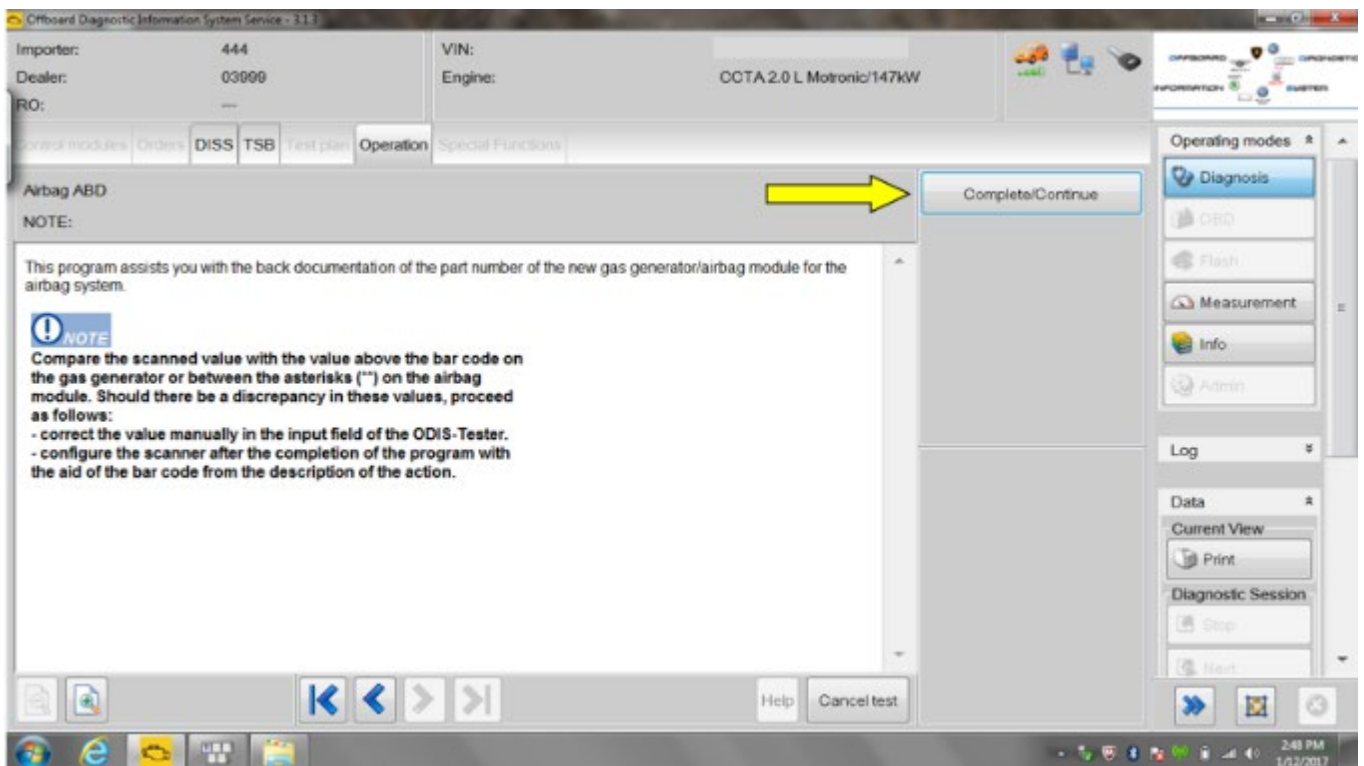 Offboard Diagnostic Information System Service - 3.1.3
Importer: 444 VIN:
Dealer: 03999 Engine: CCTA 2.0 L Motronic/147kW
RO: ---
OFFBOARD DIAGNOSTIC
INFORMATION SYSTEM
Control modules Orders DISS TSB Test plan Operation Special Functions
Airbag ABD
NOTE:
Complete/Continue
This program assists you with the back documentation of the part number of the new gas generator/airbag module for the
airbag system.
NOTE
Compare the scanned value with the value above the bar code on
the gas generator or between the asterisks (**) on the airbag
module. Should there be a discrepancy in these values, proceed
as follows:
- correct the value manually in the input field of the ODIS-Tester.
- configure the scanner after the completion of the program with
the aid of the bar code from the description of the action.
Help Cancel test
Operating modes
Diagnosis
OBD
Flash
Measurement
Info
Admin
Log
Data
Current View
Print
Diagnostic Session
Stop
Next
2:48 PM
1/12/2017